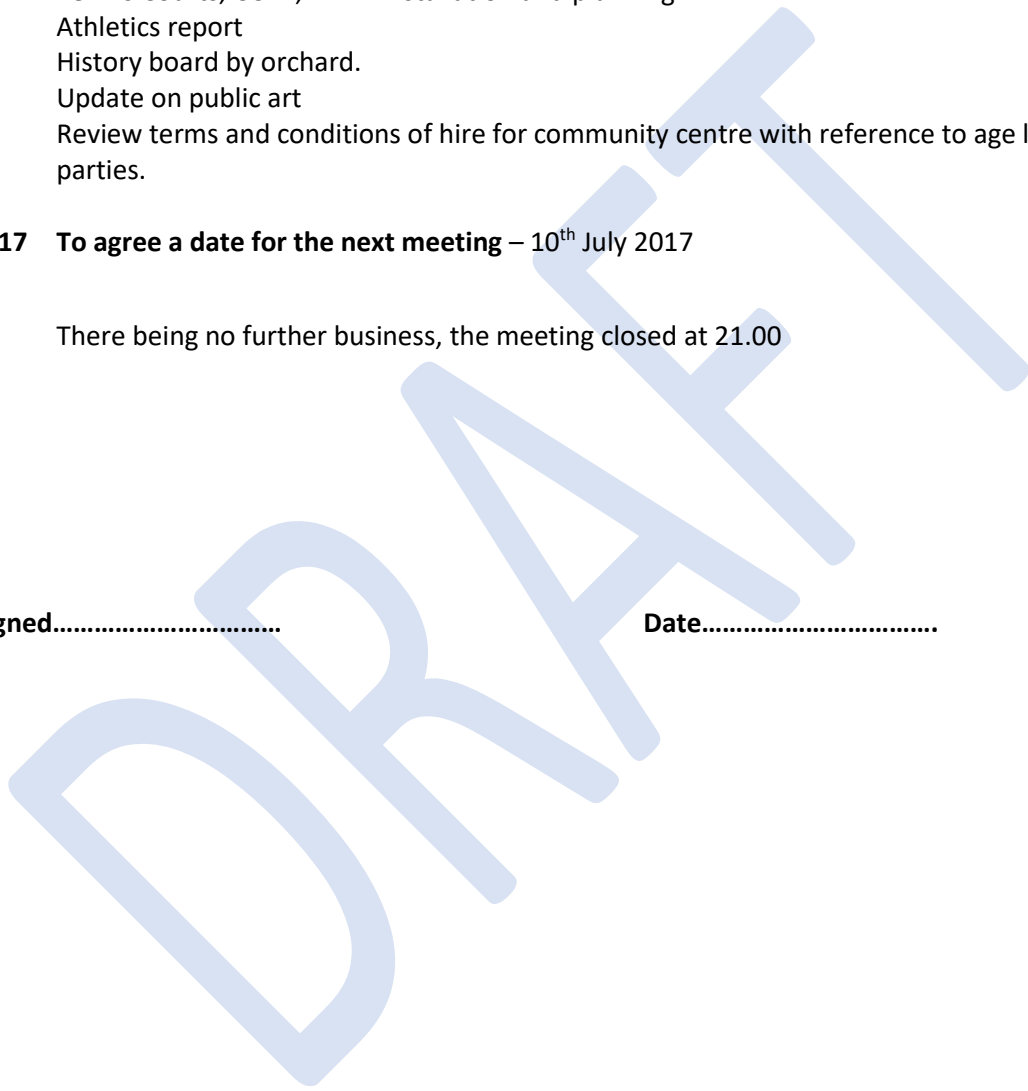 and planning
Athletics report
History board by orchard.
Update on public art
Review terms and conditions of hire for community centre with reference to age
parties.
17 To agree a date for the next meeting – 10th July 2017
There being no further business, the meeting closed at 21.00
gned…………………………… Date…………………………….
DRAFT